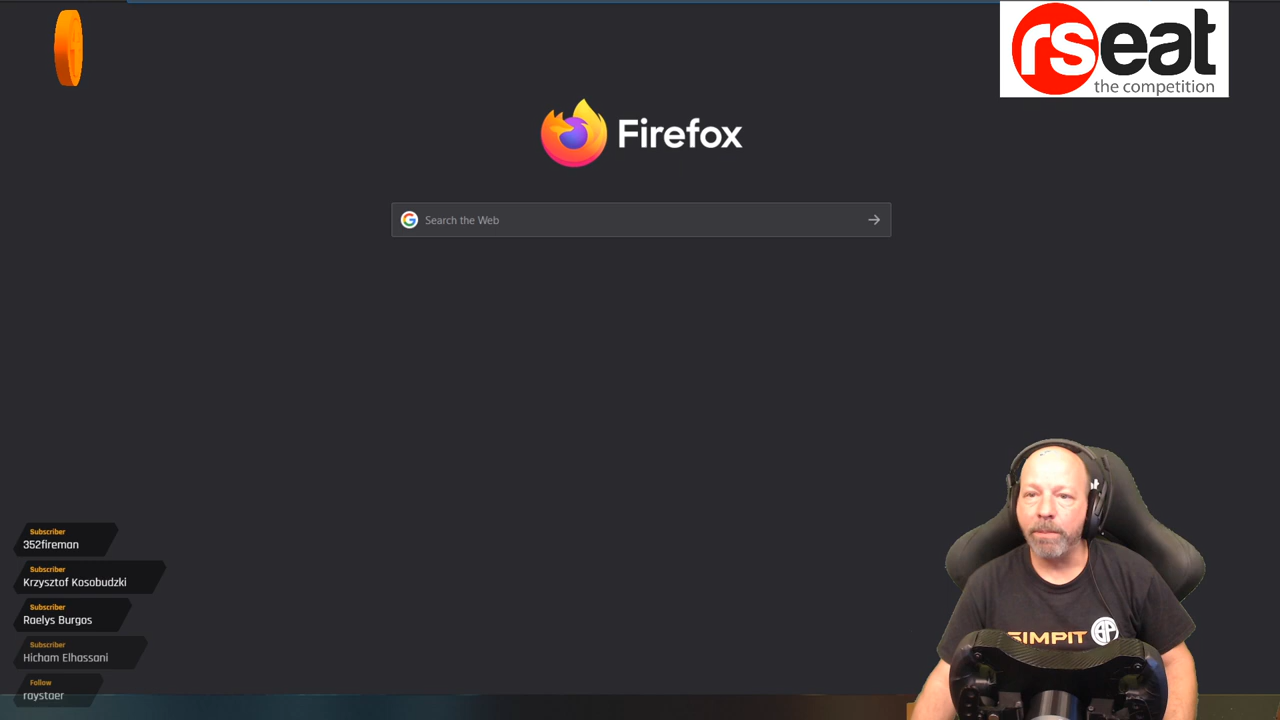 rseat
the competition
Firefox
Search the Web
Subscriber
352fireman
Subscriber
Krzysztof Kosobudzki
Subscriber
Raelys Burgos
Subscriber
Hicham Elhassani
Follow
raystaer
SIMPIT